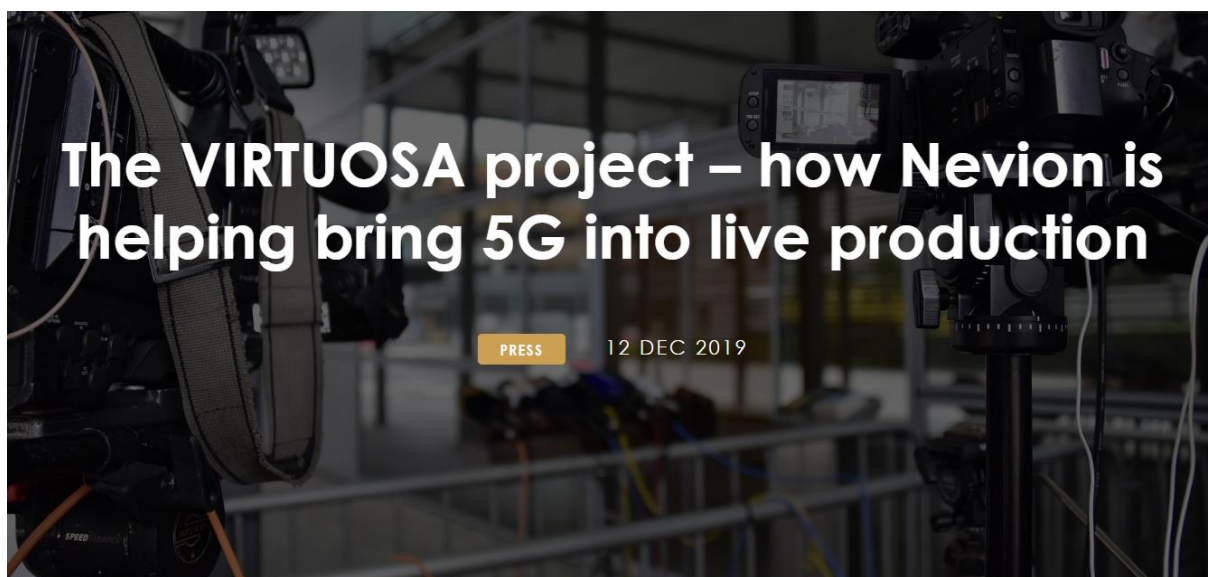 The VIRTUOSA project – how Nevion is
helping bring 5G into live production
PRESS
12 DEC 2019